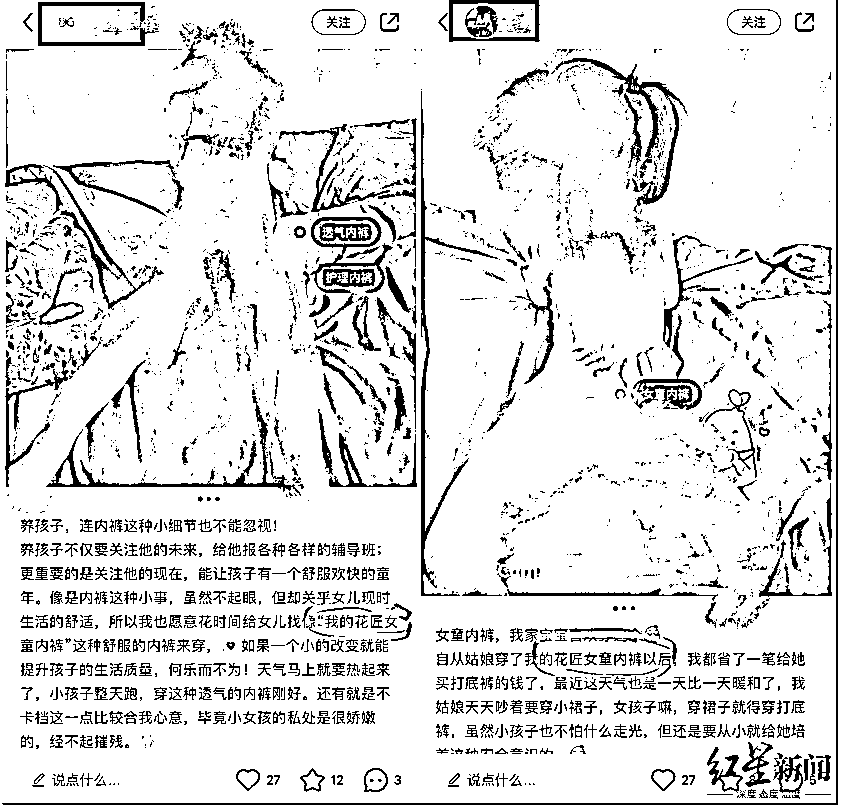 关注
透气内裤
护理内裤
养孩子，连内裤这种小细节也不能忽视！
养孩子不仅要关注他的未来，给他报各种各样的辅导班；
更重要的是关注他的现在，能让孩子有一个舒服欢快的童
年。像是内裤这种小事，虽然不起眼，但却关乎女儿现时
生活的舒适，所以我也愿意花时间给女儿找 “我的花匠女
童内裤”这种舒服的内裤来穿，如果一个小的改变就能
提升孩子的生活质量，何乐而不为！天气马上就要热起来
了，小孩子整天跑，穿这种透气的内裤刚好。还有就是不
卡裆这一点比较合我心意，毕竟小女孩的私处是很娇嫩
的，经不起摧残。
说点什么...
27
12
3
关注
女童内裤
女童内裤，我家宝宝
自从姑娘穿了我的花匠女童内裤以后，我都省了一笔给她
买打底裤的钱了，最近这天气也是一天比一天暖和了，我
姑娘天天吵着要穿小裙子，女孩子嘛，穿裙子就得穿打底
裤，虽然小孩子也不怕什么走光，但还是要从小就给她培
养这种安全意识的
说点什么...
27
红星新闻
深度 态度 温度